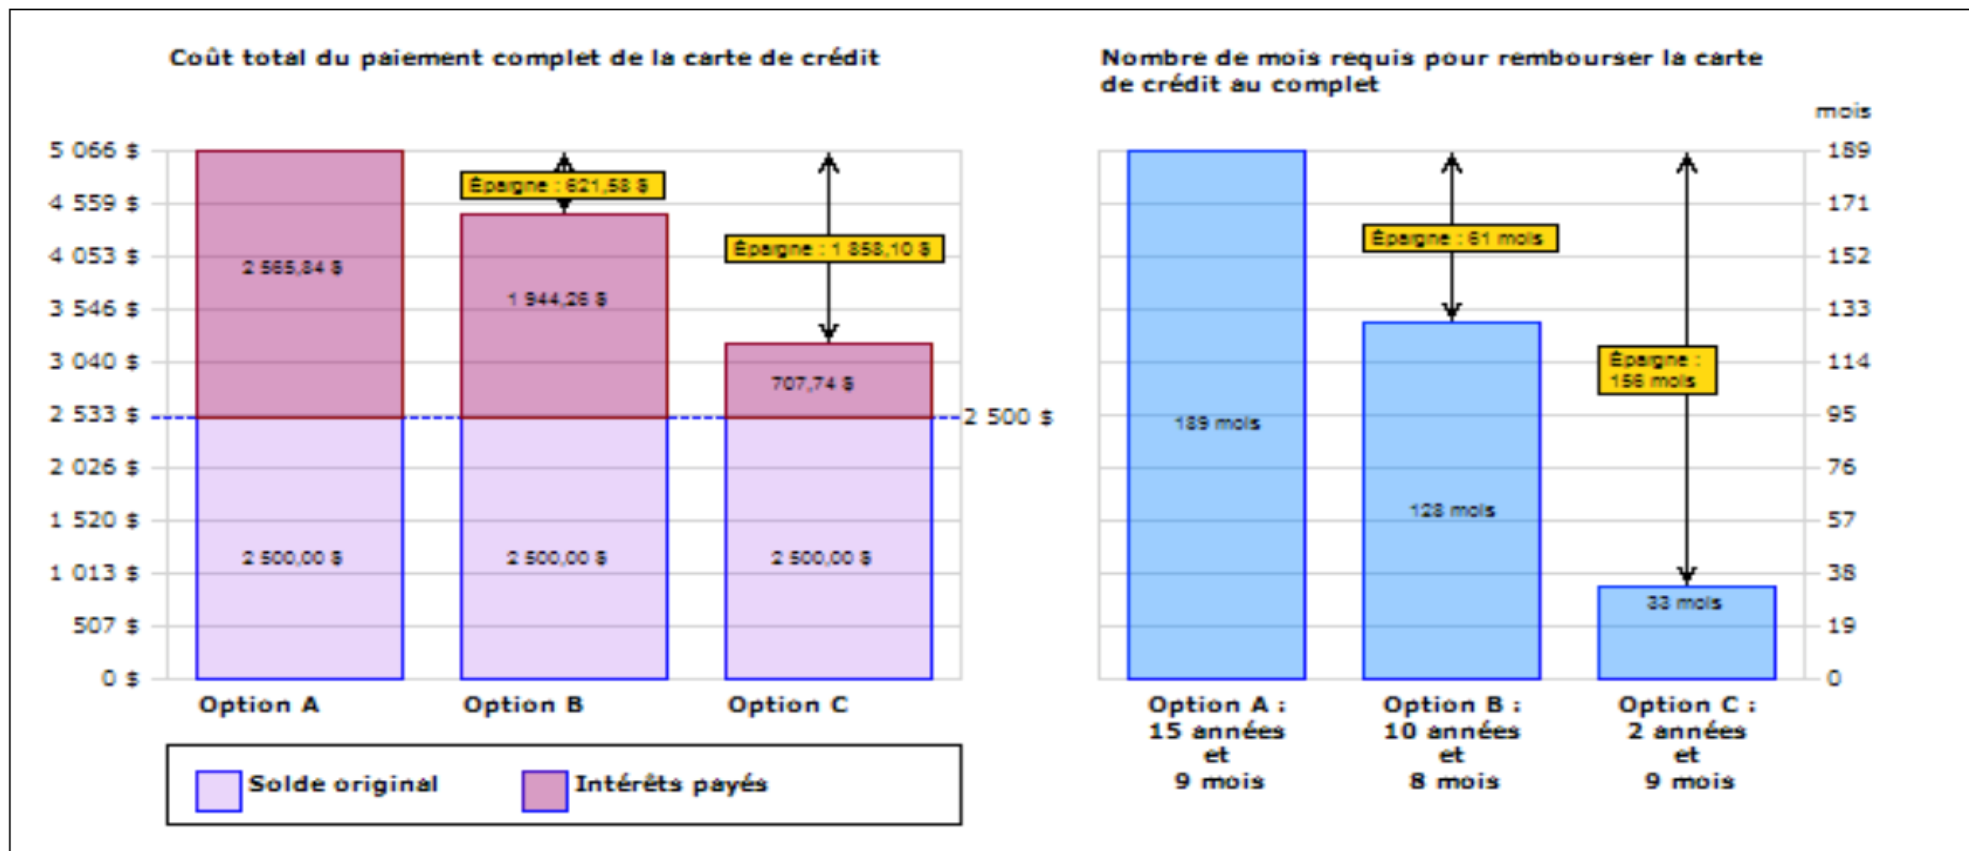 Coût total du paiement complet de la carte de crédit
5 066 $
4 559 $
4 053 $
3 546 $
3 040 $
2 533 $
2 026 $
1 520 $
1 013 $
507 $
0 $
2 565,84 $
2 500,00 $
Épargne : 621,58 $
1 944,26 $
2 500,00 $
Épargne : 1 858,10 $
707,74 $
2 500,00 $
2 500 $
Option A
Option B
Option C
Solde original
Intérêts payés
Nombre de mois requis pour rembourser la carte
de crédit au complet
mois
189
171
152
133
114
95
76
57
38
19
0
189 mois
Épargne : 61 mois
128 mois
Épargne :
156 mois
33 mois
Option A :
15 années
et
9 mois
Option B :
10 années
et
8 mois
Option C :
2 années
et
9 mois